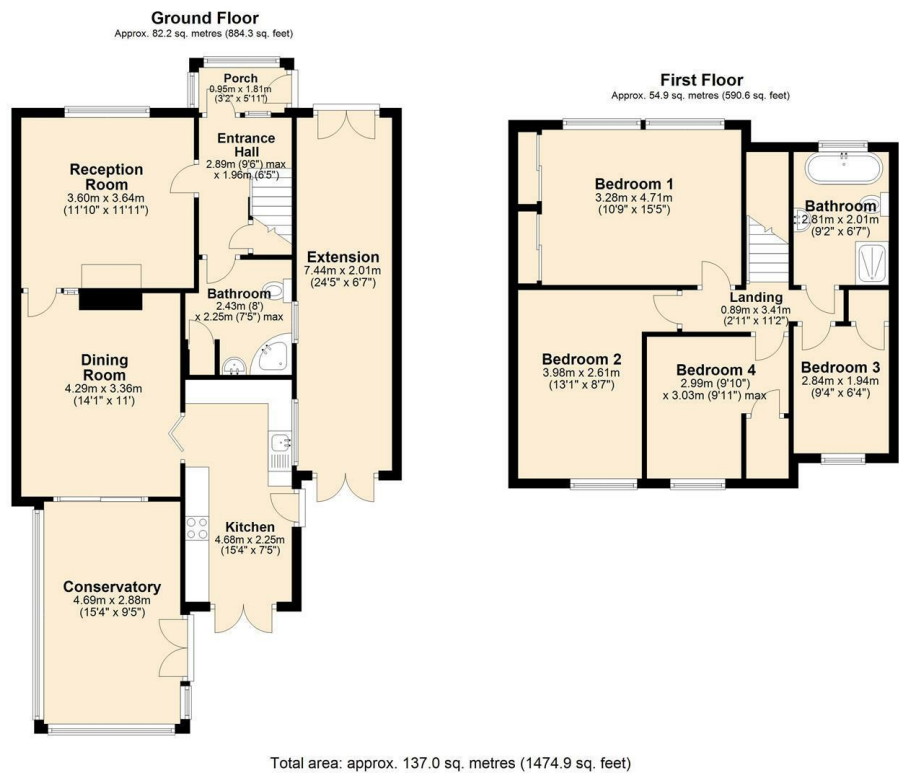 Ground Floor
Approx. 82.2 sq. metres (884.3 sq. feet)
Porch
0.95m x 1.81m
(3'2" x 5'11")
Entrance
Hall
2.89m (9'6") max
x 1.96m (6'5")
Reception
Room
3.60m x 3.64m
(11'10" x 11'11")
Extension
7.44m x 2.01m
(24'5" x 6'7")
Bathroom
2.43m (8')
x 2.25m (7'5") max
Dining
Room
4.29m x 3.36m
(14'1" x 11')
Kitchen
4.68m x 2.25m
(15'4" x 7'5")
Conservatory
4.69m x 2.88m
(15'4" x 9'5")
First Floor
Approx. 54.9 sq. metres (590.6 sq. feet)
Bedroom 1
3.28m x 4.71m
(10'9" x 15'5")
Bathroom
2.81m x 2.01m
(9'2" x 6'7")
Landing
0.89m x 3.41m
(2'11" x 11'2")
Bedroom 2
3.98m x 2.61m
(13'1" x 8'7")
Bedroom 4
2.99m (9'10")
x 3.03m (9'11") max
Bedroom 3
2.84m x 1.94m
(9'4" x 6'4")
Total area: approx. 137.0 sq. metres (1474.9 sq. feet)